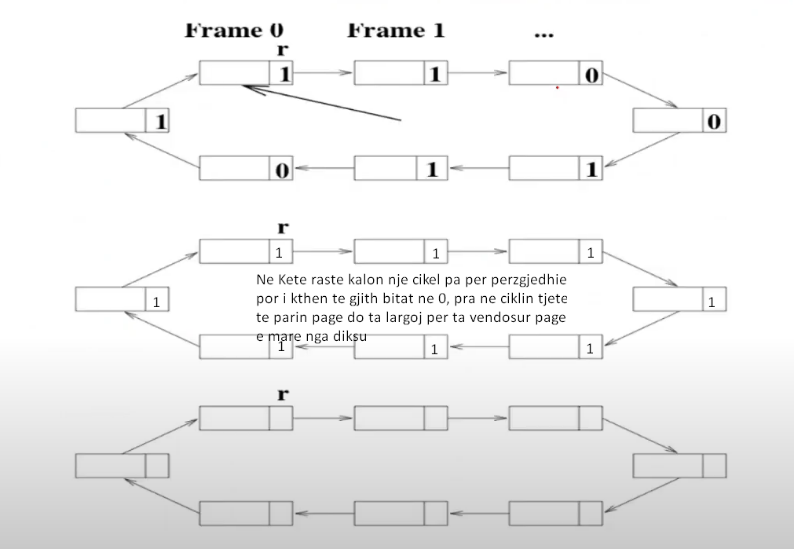 Frame 0 Frame 1 ...
r
1 1 0
1 0
0 1 1
r
1 1 1
Ne Kete raste kalon nje cikel pa per perzgjedhie
por i kthen te gjith bitat ne 0, pra ne ciklin tjete
1 1
te parin page do ta largoj per ta vendosur page
e mare nga diksu
1 1 1
r